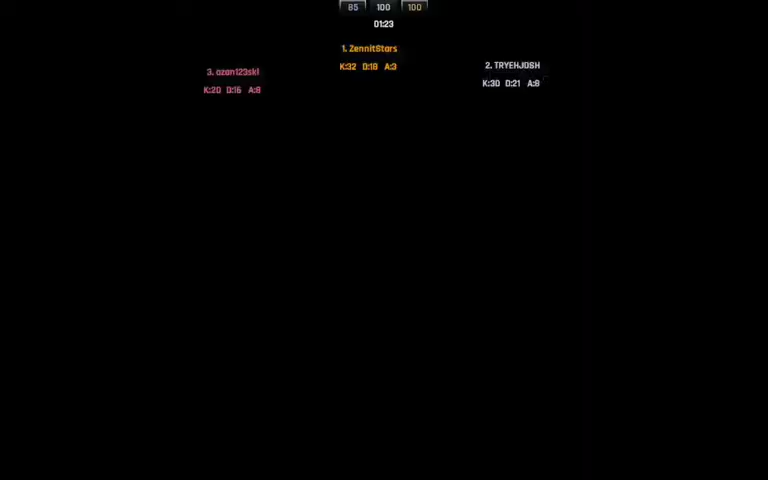 85 100 100
01:23
1. ZennitStars
K:32 D:18 A:3
2. TRYEHJOSH
K:30 D:21 A:8
3. ozan123skl
K:20 D:16 A:8